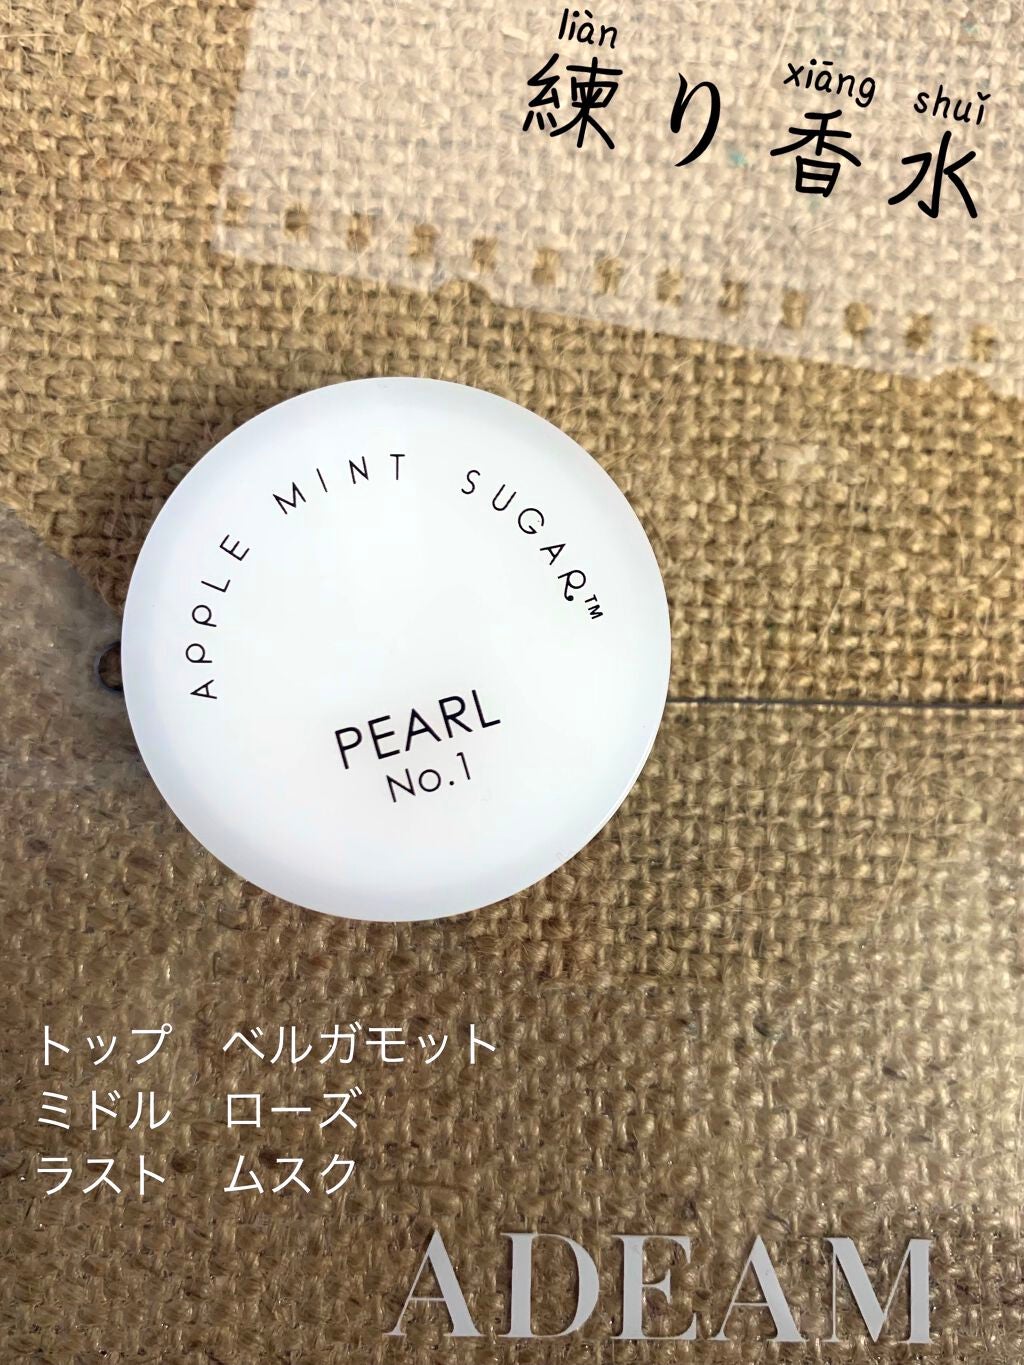 liàn xiāng shuǐ
練り香水
APPLE MINT SUGAR™
PEARL
No.1
トップ　ベルガモット
ミドル　ローズ
ラスト　ムスク
ADEAM